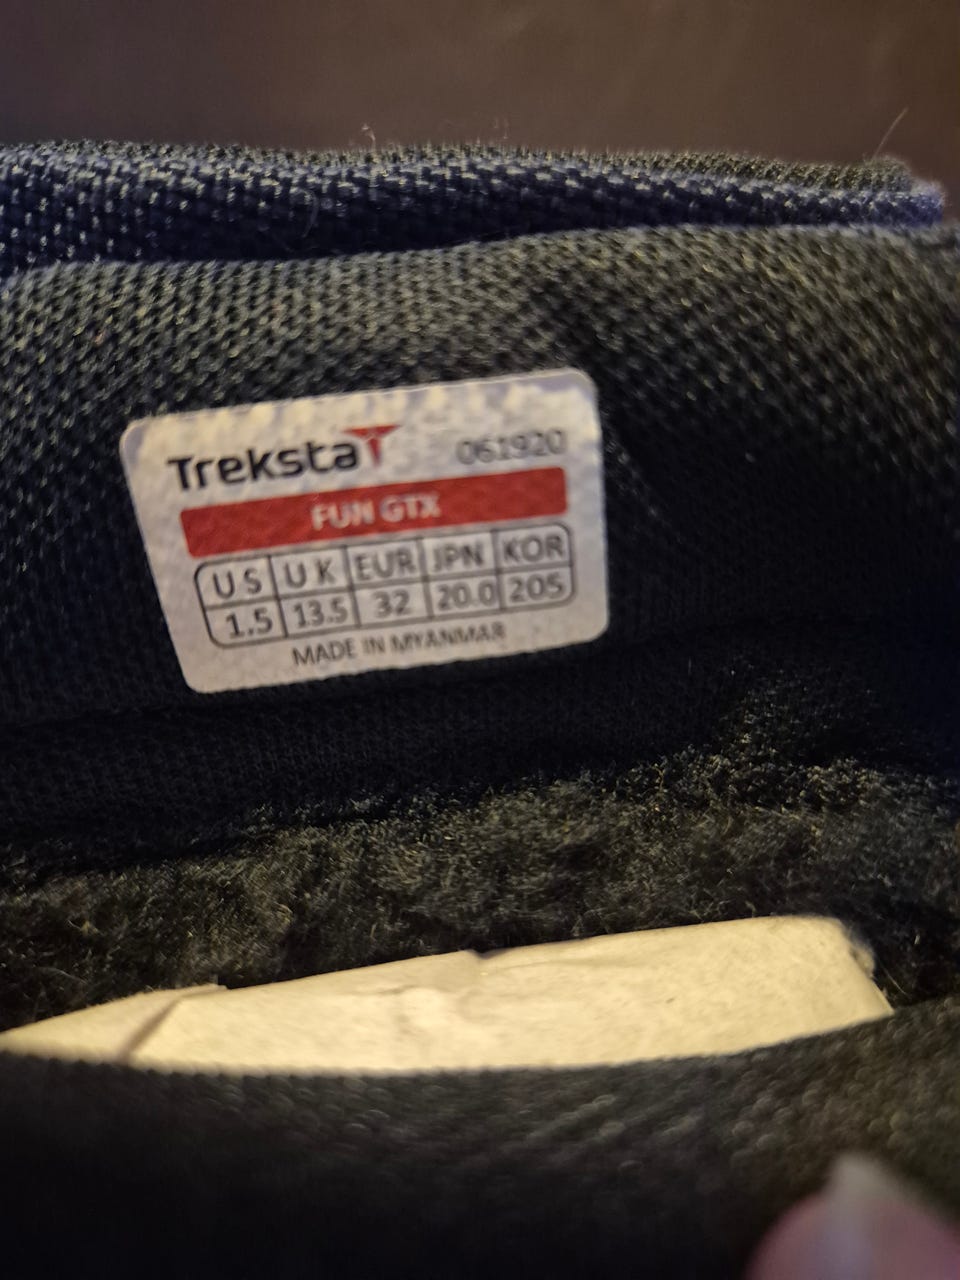 TreksTa 061920
FUN GTX
US UK EUR JPN KOR
1.5 13.5 32 20.0 205
MADE IN MYANMAR